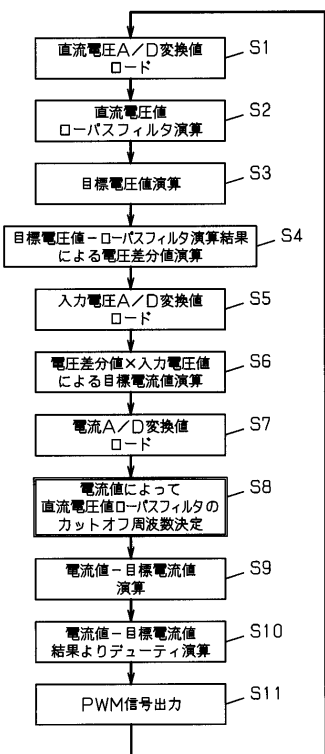 直流電圧A/D変換値
ロード
S1
直流電圧値
ローパスフィルタ演算
S2
目標電圧値演算
S3
目標電圧値－ローパスフィルタ演算結果
による電圧差分値演算
S4
入力電圧A/D変換値
ロード
S5
電圧差分値×入力電圧値
による目標電流値演算
S6
電流A/D変換値
ロード
S7
電流値によって
直流電圧値ローパスフィルタの
カットオフ周波数決定
S8
電流値－目標電流値
演算
S9
電流値－目標電流値
結果よりデューティ演算
S10
PWM信号出力
S11